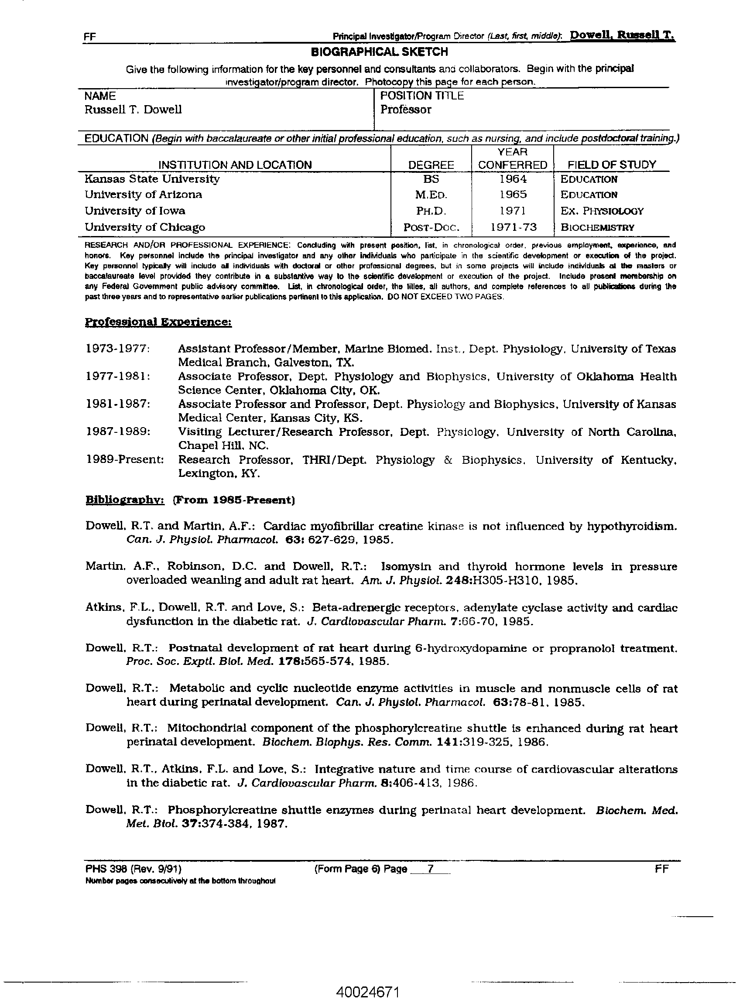 FF Principal Investigator/Program Director (Last, first, middle): Dowell, Russell T.
BIOGRAPHICAL SKETCH
Give the following information for the key personnel and consultants and collaborators. Begin with the principal
investigator/program director. Photocopy this page for each person.
NAME POSITION TITLE
Russell T. Dowell Professor
EDUCATION (Begin with baccalaureate or other initial professional education, such as nursing, and include postdoctoral training.)
INSTITUTION AND LOCATION DEGREE YEAR CONFERRED FIELD OF STUDY
Kansas State University BS 1964 EDUCATION
University of Arizona M.ED. 1965 EDUCATION
University of Iowa PH.D. 1971 EX. PHYSIOLOGY
University of Chicago POST-DOC. 1971-73 BIOCHEMISTRY
RESEARCH AND/OR PROFESSIONAL EXPERIENCE: Concluding with present position, list, in chronological order, previous employment, experience, and
honors. Key personnel include the principal investigator and any other individuals who participate in the scientific development or execution of the project.
Key personnel typically will include all individuals with doctoral or other professional degrees, but in some projects will include individuals at the masters or
baccalaureate level provided they contribute in a substantive way to the scientific development or execution of the project. Include present membership on
any Federal Government public advisory committee. List, in chronological order, the titles, all authors, and complete references to all publications during the
past three years and to representative earlier publications pertinent to this application. DO NOT EXCEED TWO PAGES.
Professional Experience:
1973-1977: Assistant Professor/Member, Marine Biomed. Inst., Dept. Physiology, University of Texas
Medical Branch, Galveston, TX.
1977-1981: Associate Professor, Dept. Physiology and Biophysics, University of Oklahoma Health
Science Center, Oklahoma City, OK.
1981-1987: Associate Professor and Professor, Dept. Physiology and Biophysics, University of Kansas
Medical Center, Kansas City, KS.
1987-1989: Visiting Lecturer/Research Professor, Dept. Physiology, University of North Carolina,
Chapel Hill, NC.
1989-Present: Research Professor, THRI/Dept. Physiology & Biophysics, University of Kentucky,
Lexington, KY.
Bibliography: (From 1985-Present)
Dowell, R.T. and Martin, A.F.: Cardiac myofibrillar creatine kinase is not influenced by hypothyroidism.
Can. J. Physiol. Pharmacol. 63: 627-629, 1985.
Martin, A.F., Robinson, D.C. and Dowell, R.T.: Isomysin and thyroid hormone levels in pressure
overloaded weanling and adult rat heart. Am. J. Physiol. 248:H305-H310, 1985.
Atkins, F.L., Dowell, R.T. and Love, S.: Beta-adrenergic receptors, adenylate cyclase activity and cardiac
dysfunction in the diabetic rat. J. Cardiovascular Pharm. 7:66-70, 1985.
Dowell, R.T.: Postnatal development of rat heart during 6-hydroxydopamine or propranolol treatment.
Proc. Soc. Exptl. Biol. Med. 178:565-574, 1985.
Dowell, R.T.: Metabolic and cyclic nucleotide enzyme activities in muscle and nonmuscle cells of rat
heart during perinatal development. Can. J. Physiol. Pharmacol. 63:78-81, 1985.
Dowell, R.T.: Mitochondrial component of the phosphorylcreatine shuttle is enhanced during rat heart
perinatal development. Biochem. Biophys. Res. Comm. 141:319-325, 1986.
Dowell, R.T., Atkins, F.L. and Love, S.: Integrative nature and time course of cardiovascular alterations
in the diabetic rat. J. Cardiovascular Pharm. 8:406-413, 1986.
Dowell, R.T.: Phosphorylcreatine shuttle enzymes during perinatal heart development. Biochem. Med.
Met. Biol. 37:374-384, 1987.
PHS 398 (Rev. 9/91) (Form Page 6) Page 7 FF
Number pages consecutively at the bottom throughout
40024671